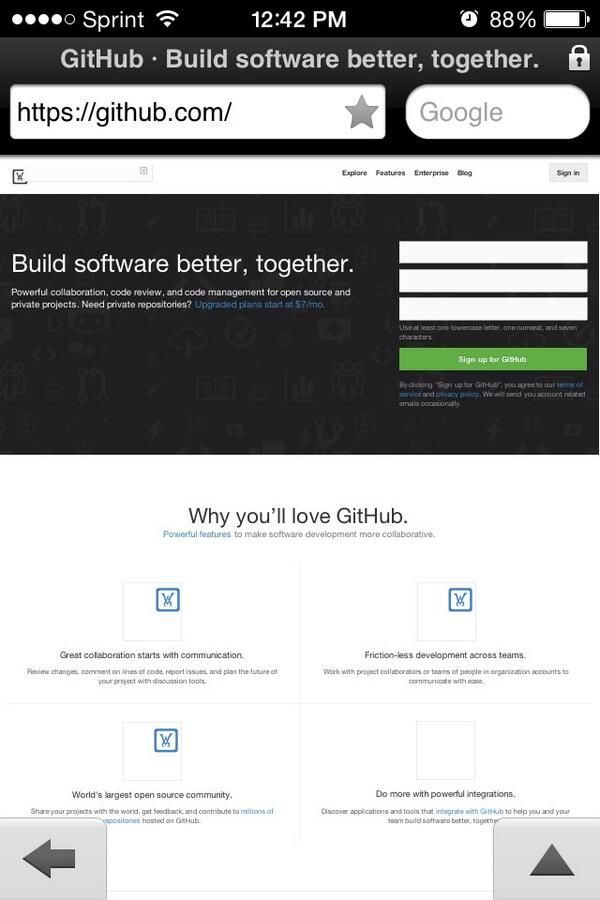 Sprint 12:42 PM 88%
GitHub · Build software better, together.
https://github.com/ Google
Explore Features Enterprise Blog Sign in
Build software better, together.
Powerful collaboration, code review, and code management for open source and
private projects. Need private repositories? Upgraded plans start at $7/mo.
Use at least one lowercase letter, one numeral, and seven
characters.
Sign up for GitHub
By clicking "Sign up for GitHub", you agree to our terms of
service and privacy policy. We will send you account related
emails occasionally.
Why you'll love GitHub.
Powerful features to make software development more collaborative.
Great collaboration starts with communication.
Review changes, comment on lines of code, report issues, and plan the future of
your project with discussion tools.
Friction-less development across teams.
Work with project collaborators or teams of people in organization accounts to
communicate with ease.
World's largest open source community.
Share your projects with the world, get feedback, and contribute to millions of
repositories hosted on GitHub.
Do more with powerful integrations.
Discover applications and tools that integrate with GitHub to help you and your
team build software better, together